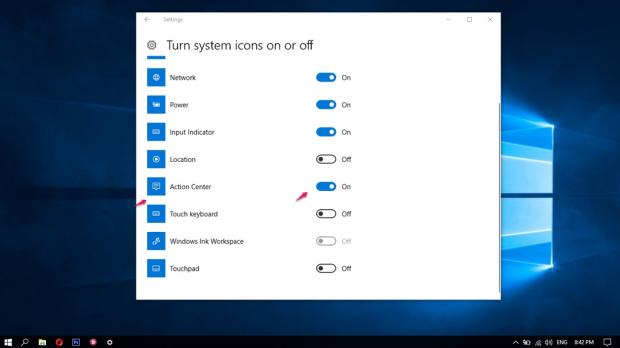 Settings
Turn system icons on or off
Network On
Power On
Input Indicator On
Location Off
Action Center On
Touch keyboard Off
Windows Ink Workspace Off
Touchpad Off
ENG 8:42 PM